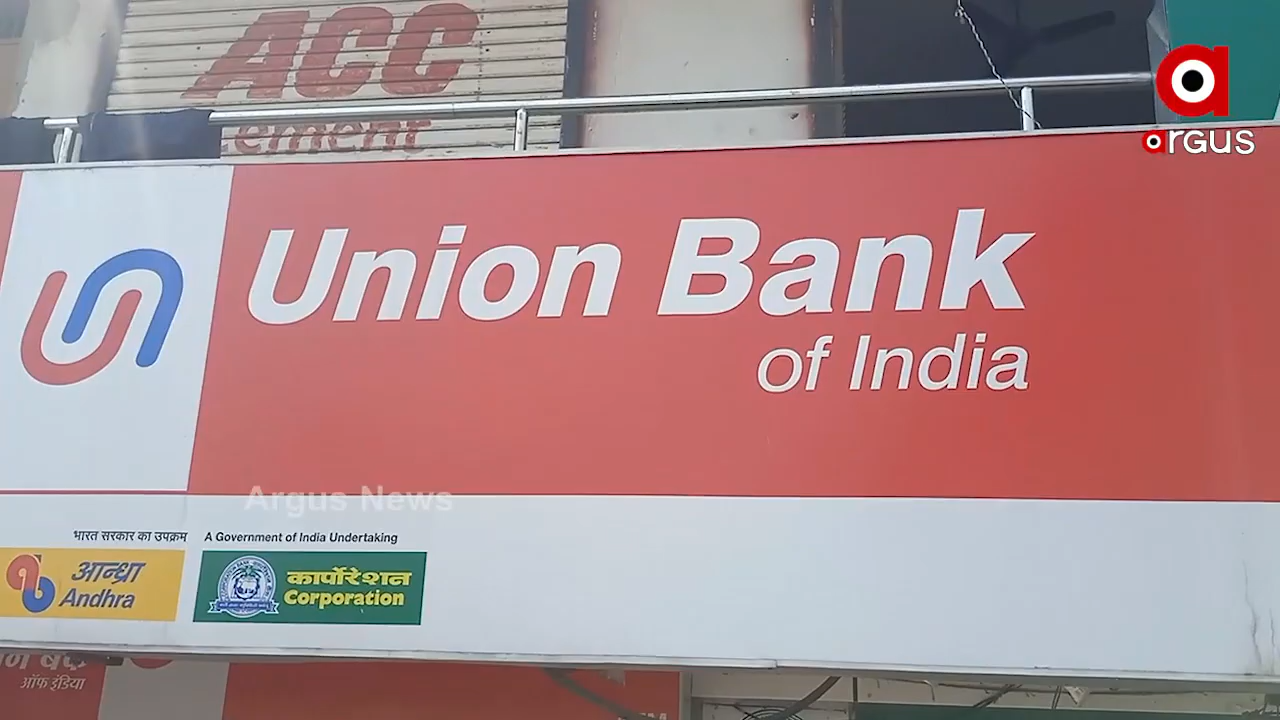 ACC
cement
argus
Union Bank
of India
Argus News
भारत सरकार का उपक्रम A Government of India Undertaking
आन्ध्रा
Andhra
कार्पोरेशन
Corporation
ऑफ इंडिया